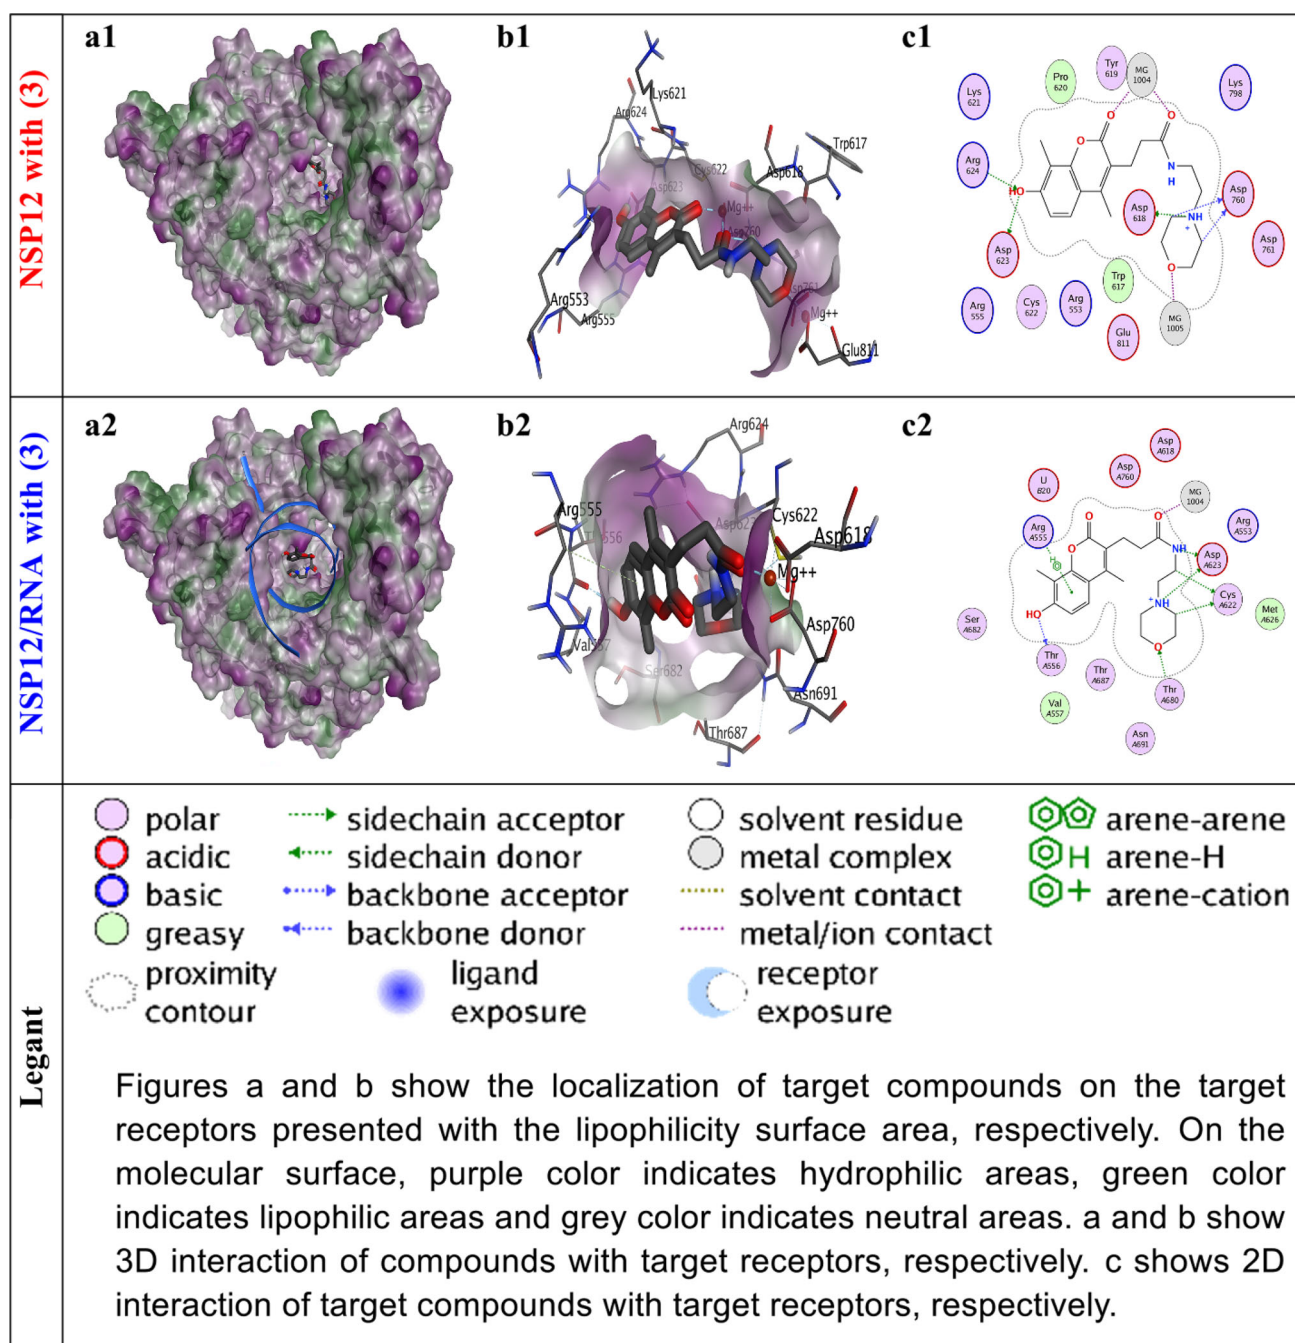 NSP12 with (3)
a1
b1
Lys621
Arg624
Cys622
Asp623
Trp617
Asp618
Mg++
Asp760
Asp761
Mg++
Arg553
Arg555
Glu811
c1
Tyr
619
MG
1004
Pro
620
Lys
621
Lys
798
Arg
624
O
O
O
N
H
HO
Asp
618
NH
+
Asp
760
Asp
623
Asp
761
O
Trp
617
Arg
555
Cys
622
Arg
553
MG
1005
Glu
811
NSP12/RNA with (3)
a2
b2
Arg624
Arg555
Thr556
Asp623
Cys622
Asp618
Mg++
Asp760
Val557
Ser682
Asn691
Thr687
c2
Asp
A618
Asp
A760
U
B20
MG
1004
Arg
A555
Arg
A553
O
O
O
NH
H
Asp
A623
Cys
A622
Met
A626
NH
+
HO
Ser
A682
Thr
A556
O
Thr
A687
Thr
A680
Val
A557
Asn
A691
Legant
polar
sidechain acceptor
solvent residue
arene-arene
acidic
sidechain donor
metal complex
H arene-H
basic
backbone acceptor
solvent contact
+ arene-cation
greasy
backbone donor
metal/ion contact
proximity
contour
ligand
exposure
receptor
exposure
Figures a and b show the localization of target compounds on the target
receptors presented with the lipophilicity surface area, respectively. On the
molecular surface, purple color indicates hydrophilic areas, green color
indicates lipophilic areas and grey color indicates neutral areas. a and b show
3D interaction of compounds with target receptors, respectively. c shows 2D
interaction of target compounds with target receptors, respectively.